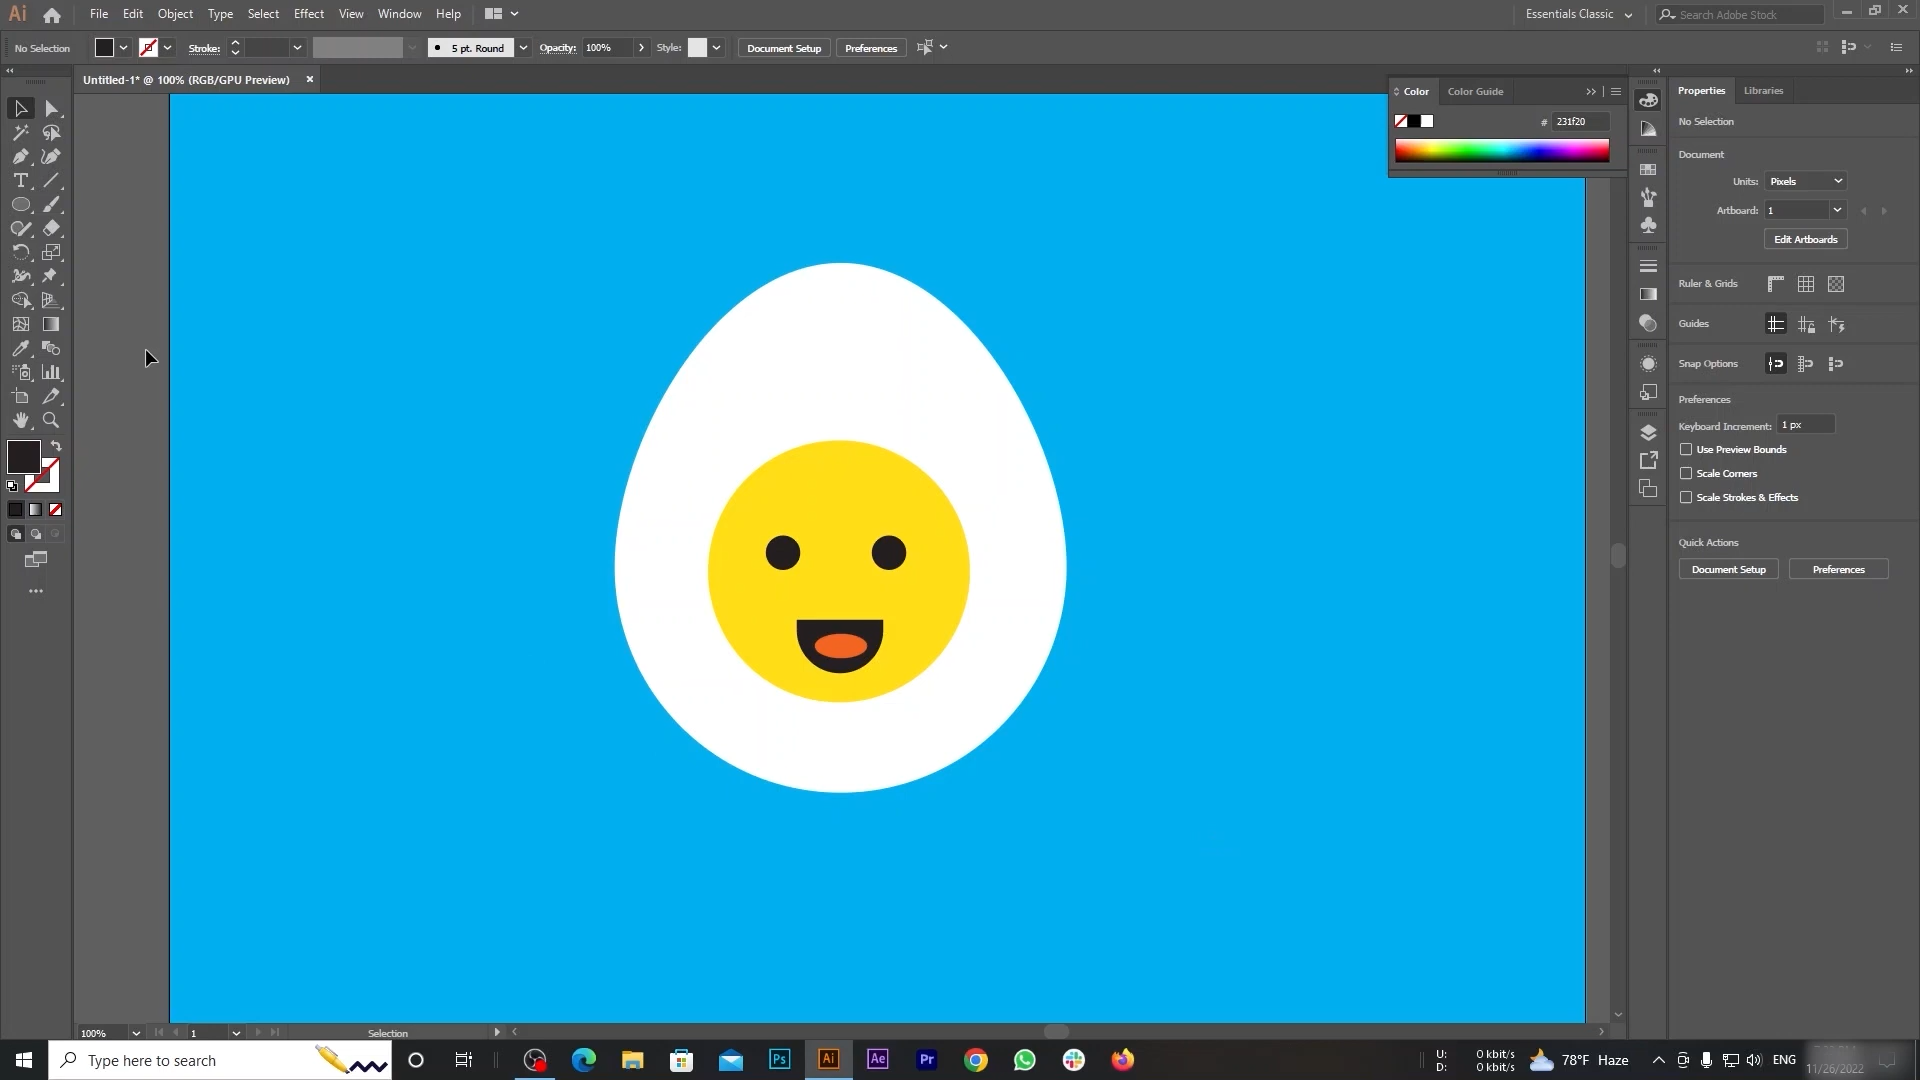 Ai File Edit Object Type Select Effect View Window Help Essentials Classic Search Adobe Stock
No Selection Stroke: 5 pt. Round Opacity: 100% Style: Document Setup Preferences
Untitled-1* @ 100% (RGB/GPU Preview)
Color Color Guide
# 231f20
Properties Libraries
No Selection
Document
Units: Pixels
Artboard: 1
Edit Artboards
Ruler & Grids
Guides
Snap Options
Preferences
Keyboard Increment: 1 px
Use Preview Bounds
Scale Corners
Scale Strokes & Effects
Quick Actions
Document Setup Preferences
100% 1 Selection
Type here to search Ps Ai Ae Pr
U: 0 kbit/s
D: 0 kbit/s
78°F Haze ENG
11/26/2022